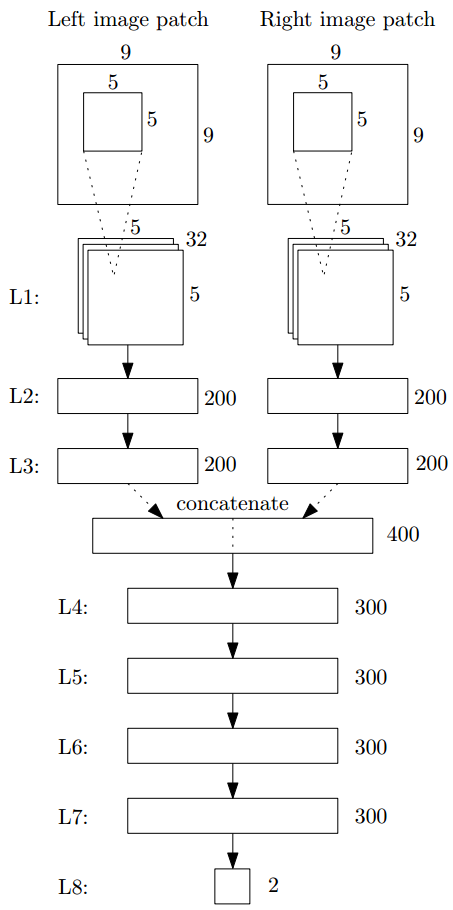 Left image patch Right image patch
9 9
5 5
5 5
9 9
5 5
32 32
L1: 5 5
L2: 200 200
L3: 200 200
concatenate
400
L4: 300
L5: 300
L6: 300
L7: 300
L8: 2